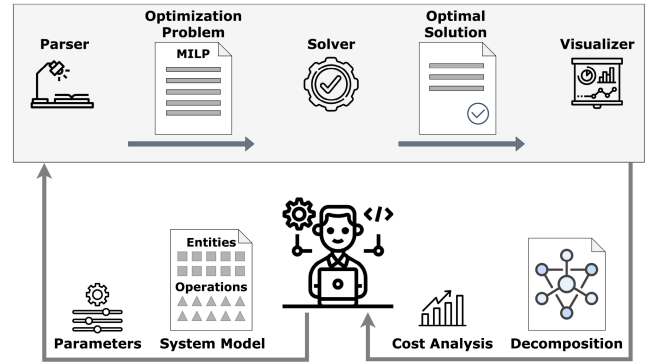 Parser
Optimization
Problem
MILP
Solver
Optimal
Solution
Visualizer
Entities
Operations
</>
Parameters
System Model
Cost Analysis
Decomposition